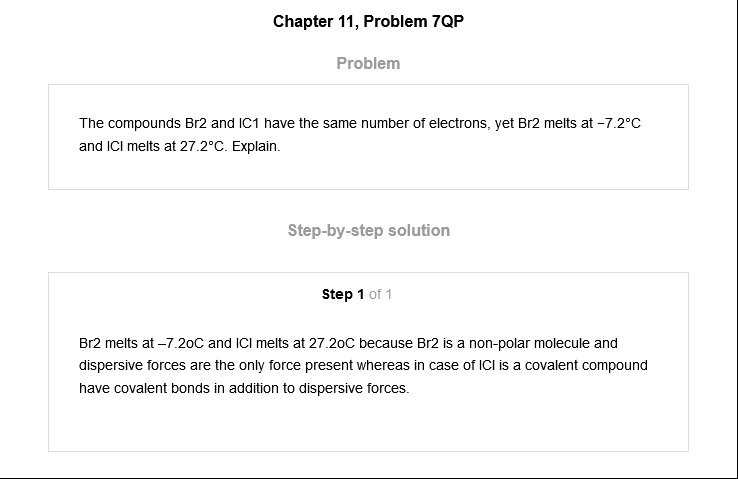 Chapter 11, Problem 7QP
Problem
The compounds Br2 and IC1 have the same number of electrons, yet Br2 melts at −7.2°C
and ICl melts at 27.2°C. Explain.
Step-by-step solution
Step 1 of 1
Br2 melts at –7.2oC and ICl melts at 27.2oC because Br2 is a non-polar molecule and
dispersive forces are the only force present whereas in case of ICl is a covalent compound
have covalent bonds in addition to dispersive forces.